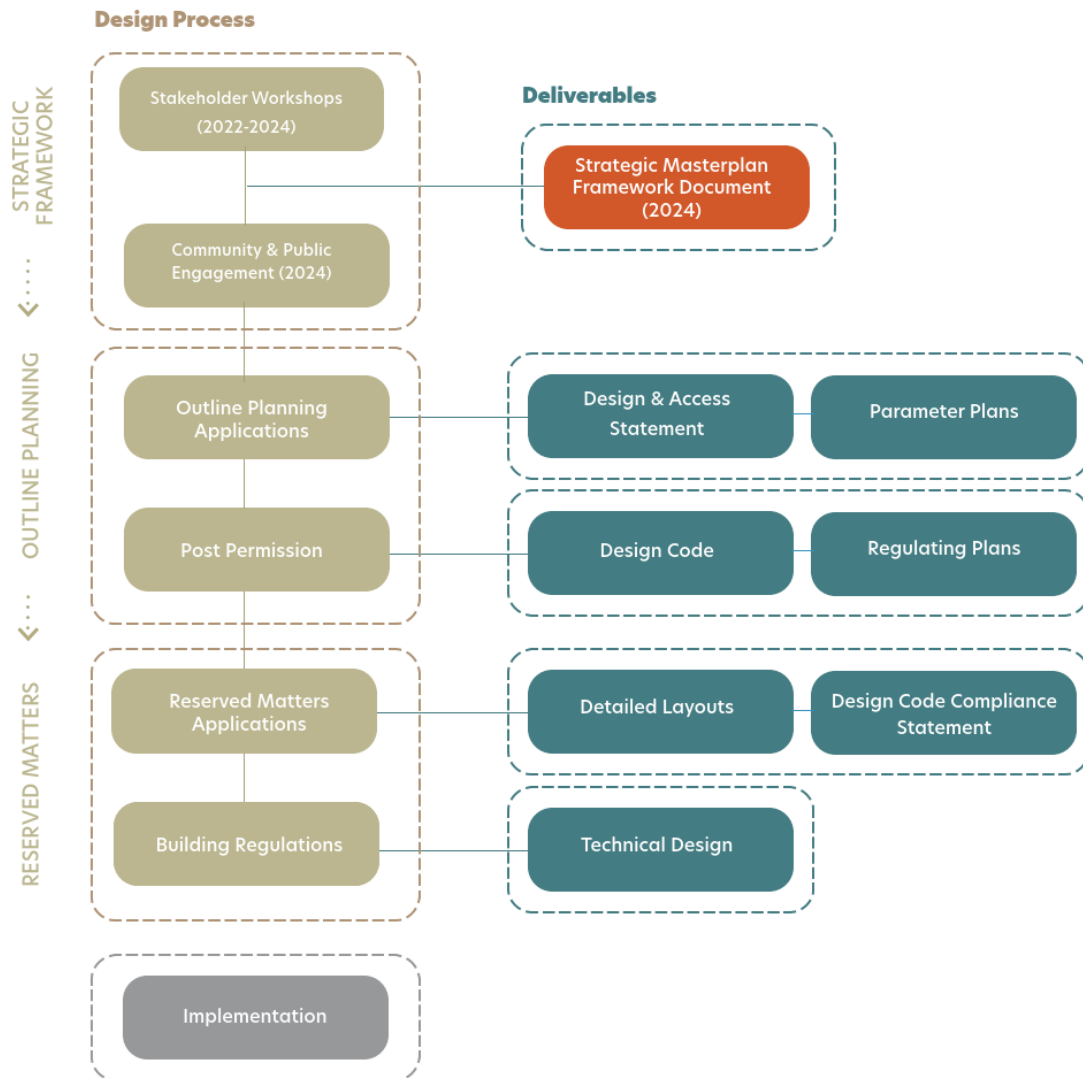 Design Process
STRATEGIC
FRAMEWORK
Stakeholder Workshops
(2022-2024)
Deliverables
Strategic Masterplan
Framework Document
(2024)
Community & Public
Engagement (2024)
OUTLINE PLANNING
Outline Planning
Applications
Design & Access
Statement
Parameter Plans
Post Permission
Design Code
Regulating Plans
RESERVED MATTERS
Reserved Matters
Applications
Detailed Layouts
Design Code Compliance
Statement
Building Regulations
Technical Design
Implementation